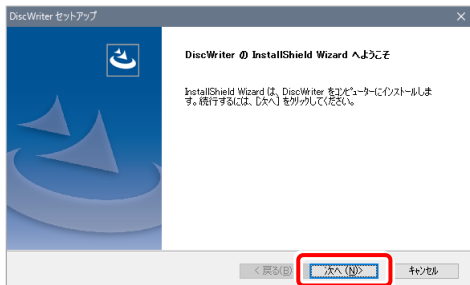 DiscWriter セットアップ
DiscWriter の InstallShield Wizard へようこそ
InstallShield Wizard は、DiscWriter をコンピューターにインストールしま
す。続行するには、[次へ] をクリックしてください。
< 戻る(B) 次へ (N)> キャンセル